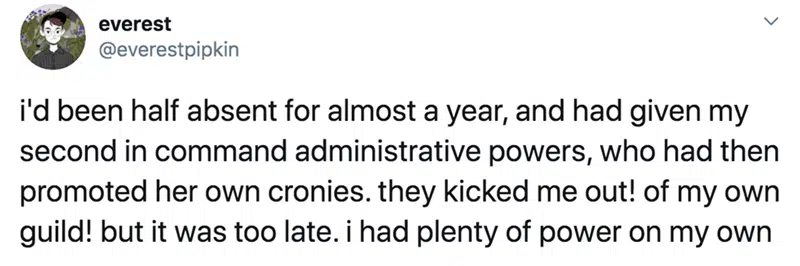 everest
@everestpipkin
i'd been half absent for almost a year, and had given my
second in command administrative powers, who had then
promoted her own cronies. they kicked me out! of my own
guild! but it was too late. i had plenty of power on my own